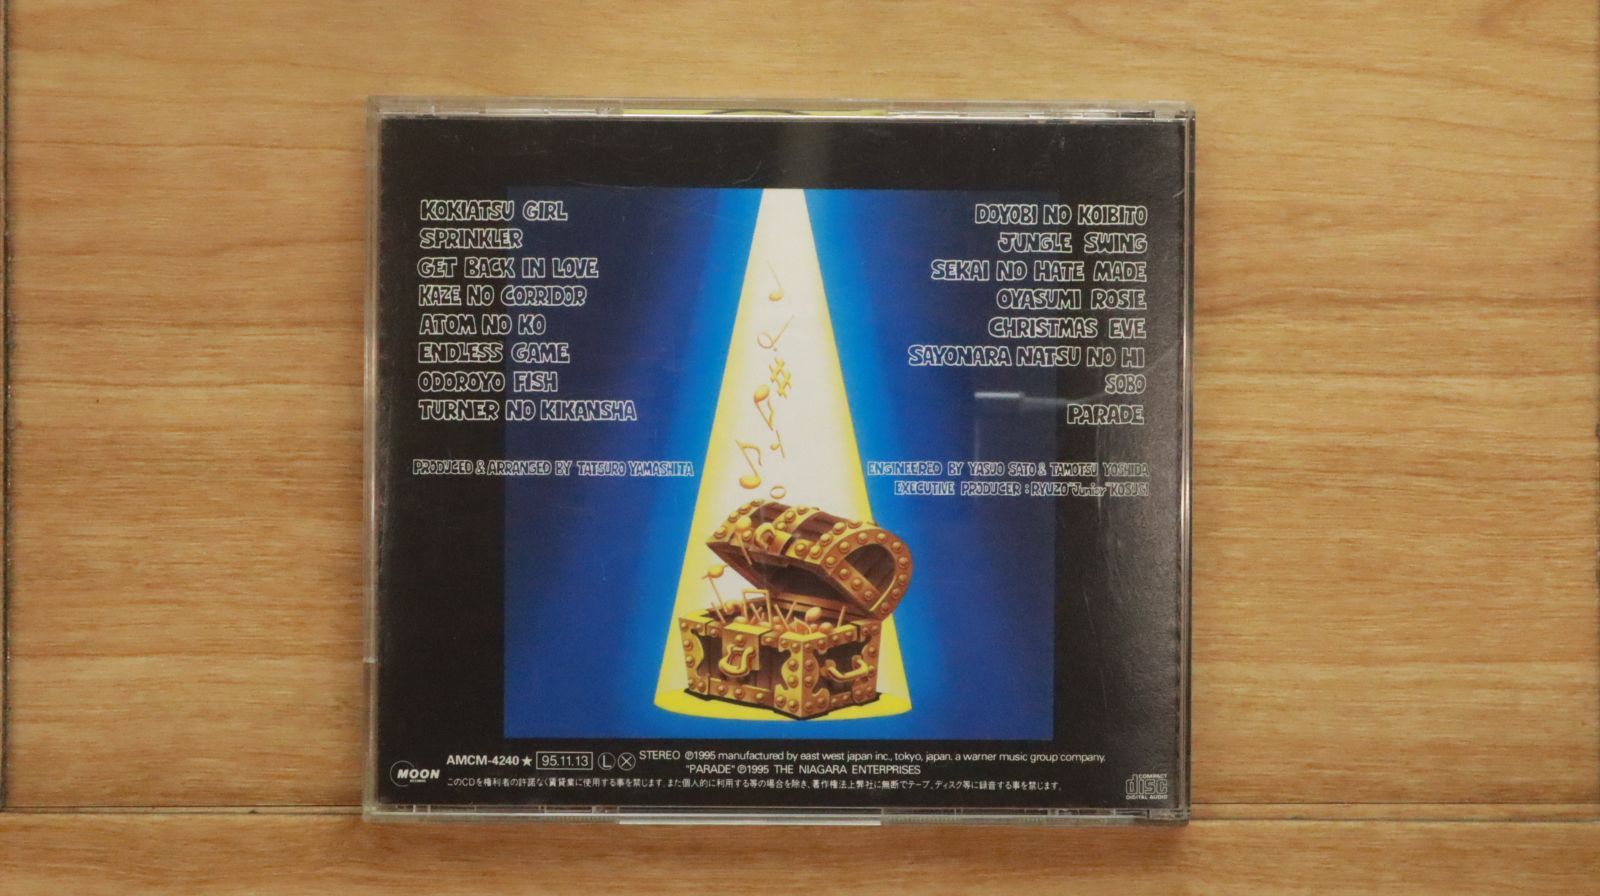 KOKIATSU GIRL
SPRINKLER
GET BACK IN LOVE
KAZE NO CORRIDOR
ATOM NO KO
ENDLESS GAME
ODOROYO FISH
TURNER NO KIKANSHA
DOYOBI NO KOIBITO
JUNGLE SWING
SEKAI NO HATE MADE
OYASUMI ROSIE
CHRISTMAS EVE
SAYONARA NATSU NO HI
SOBO
PARADE
PRODUCED & ARRANGED BY TATSURO YAMASHITA
ENGINEERED BY YASUO SATO & TAMOTSU YOSHIDA
EXECUTIVE PRODUCER : RYUZO "Junior" KOSUGI
MOON
RECORDS
AMCM-4240★ 95.11.13 L X STEREO ℗1995 manufactured by east west japan inc., tokyo, japan. a warner music group company.
"PARADE" ℗©1995 THE NIAGARA ENTERPRISES
このCDを権利者の許諾なく賃貸業に使用する事を禁じます。また個人的に利用する等の場合を除き、著作権法上弊社に無断でテープ、ディスク等に録音する事を禁じます。
COMPACT
disc
DIGITAL AUDIO